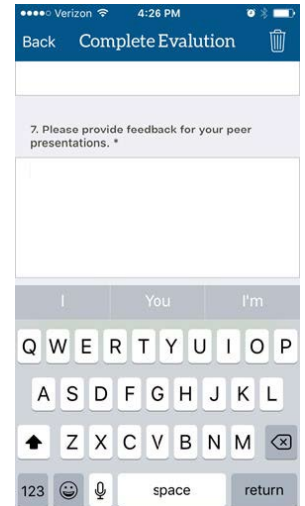 Verizon 4:26 PM
Back Complete Evalution
7. Please provide feedback for your peer
presentations. *
I You I'm
Q W E R T Y U I O P
A S D F G H J K L
Z X C V B N M
123 space return